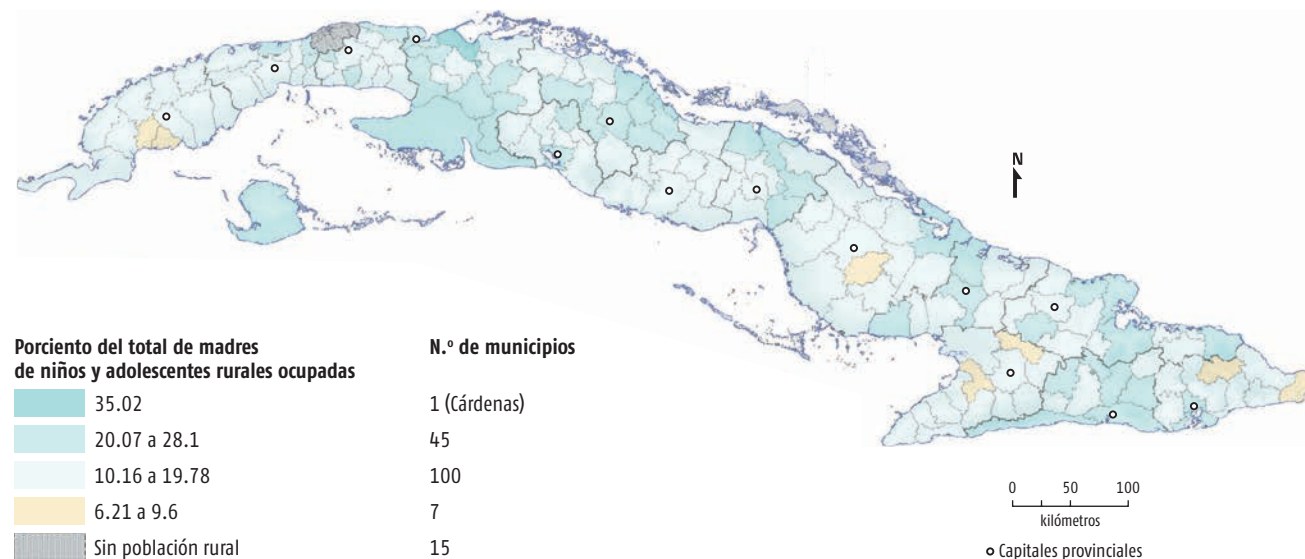 N
Porciento del total de madres
de niños y adolescentes rurales ocupadas
N.º de municipios
35.02
1 (Cárdenas)
20.07 a 28.1
45
10.16 a 19.78
100
6.21 a 9.6
7
Sin población rural
15
0 50 100
kilómetros
Capitales provinciales